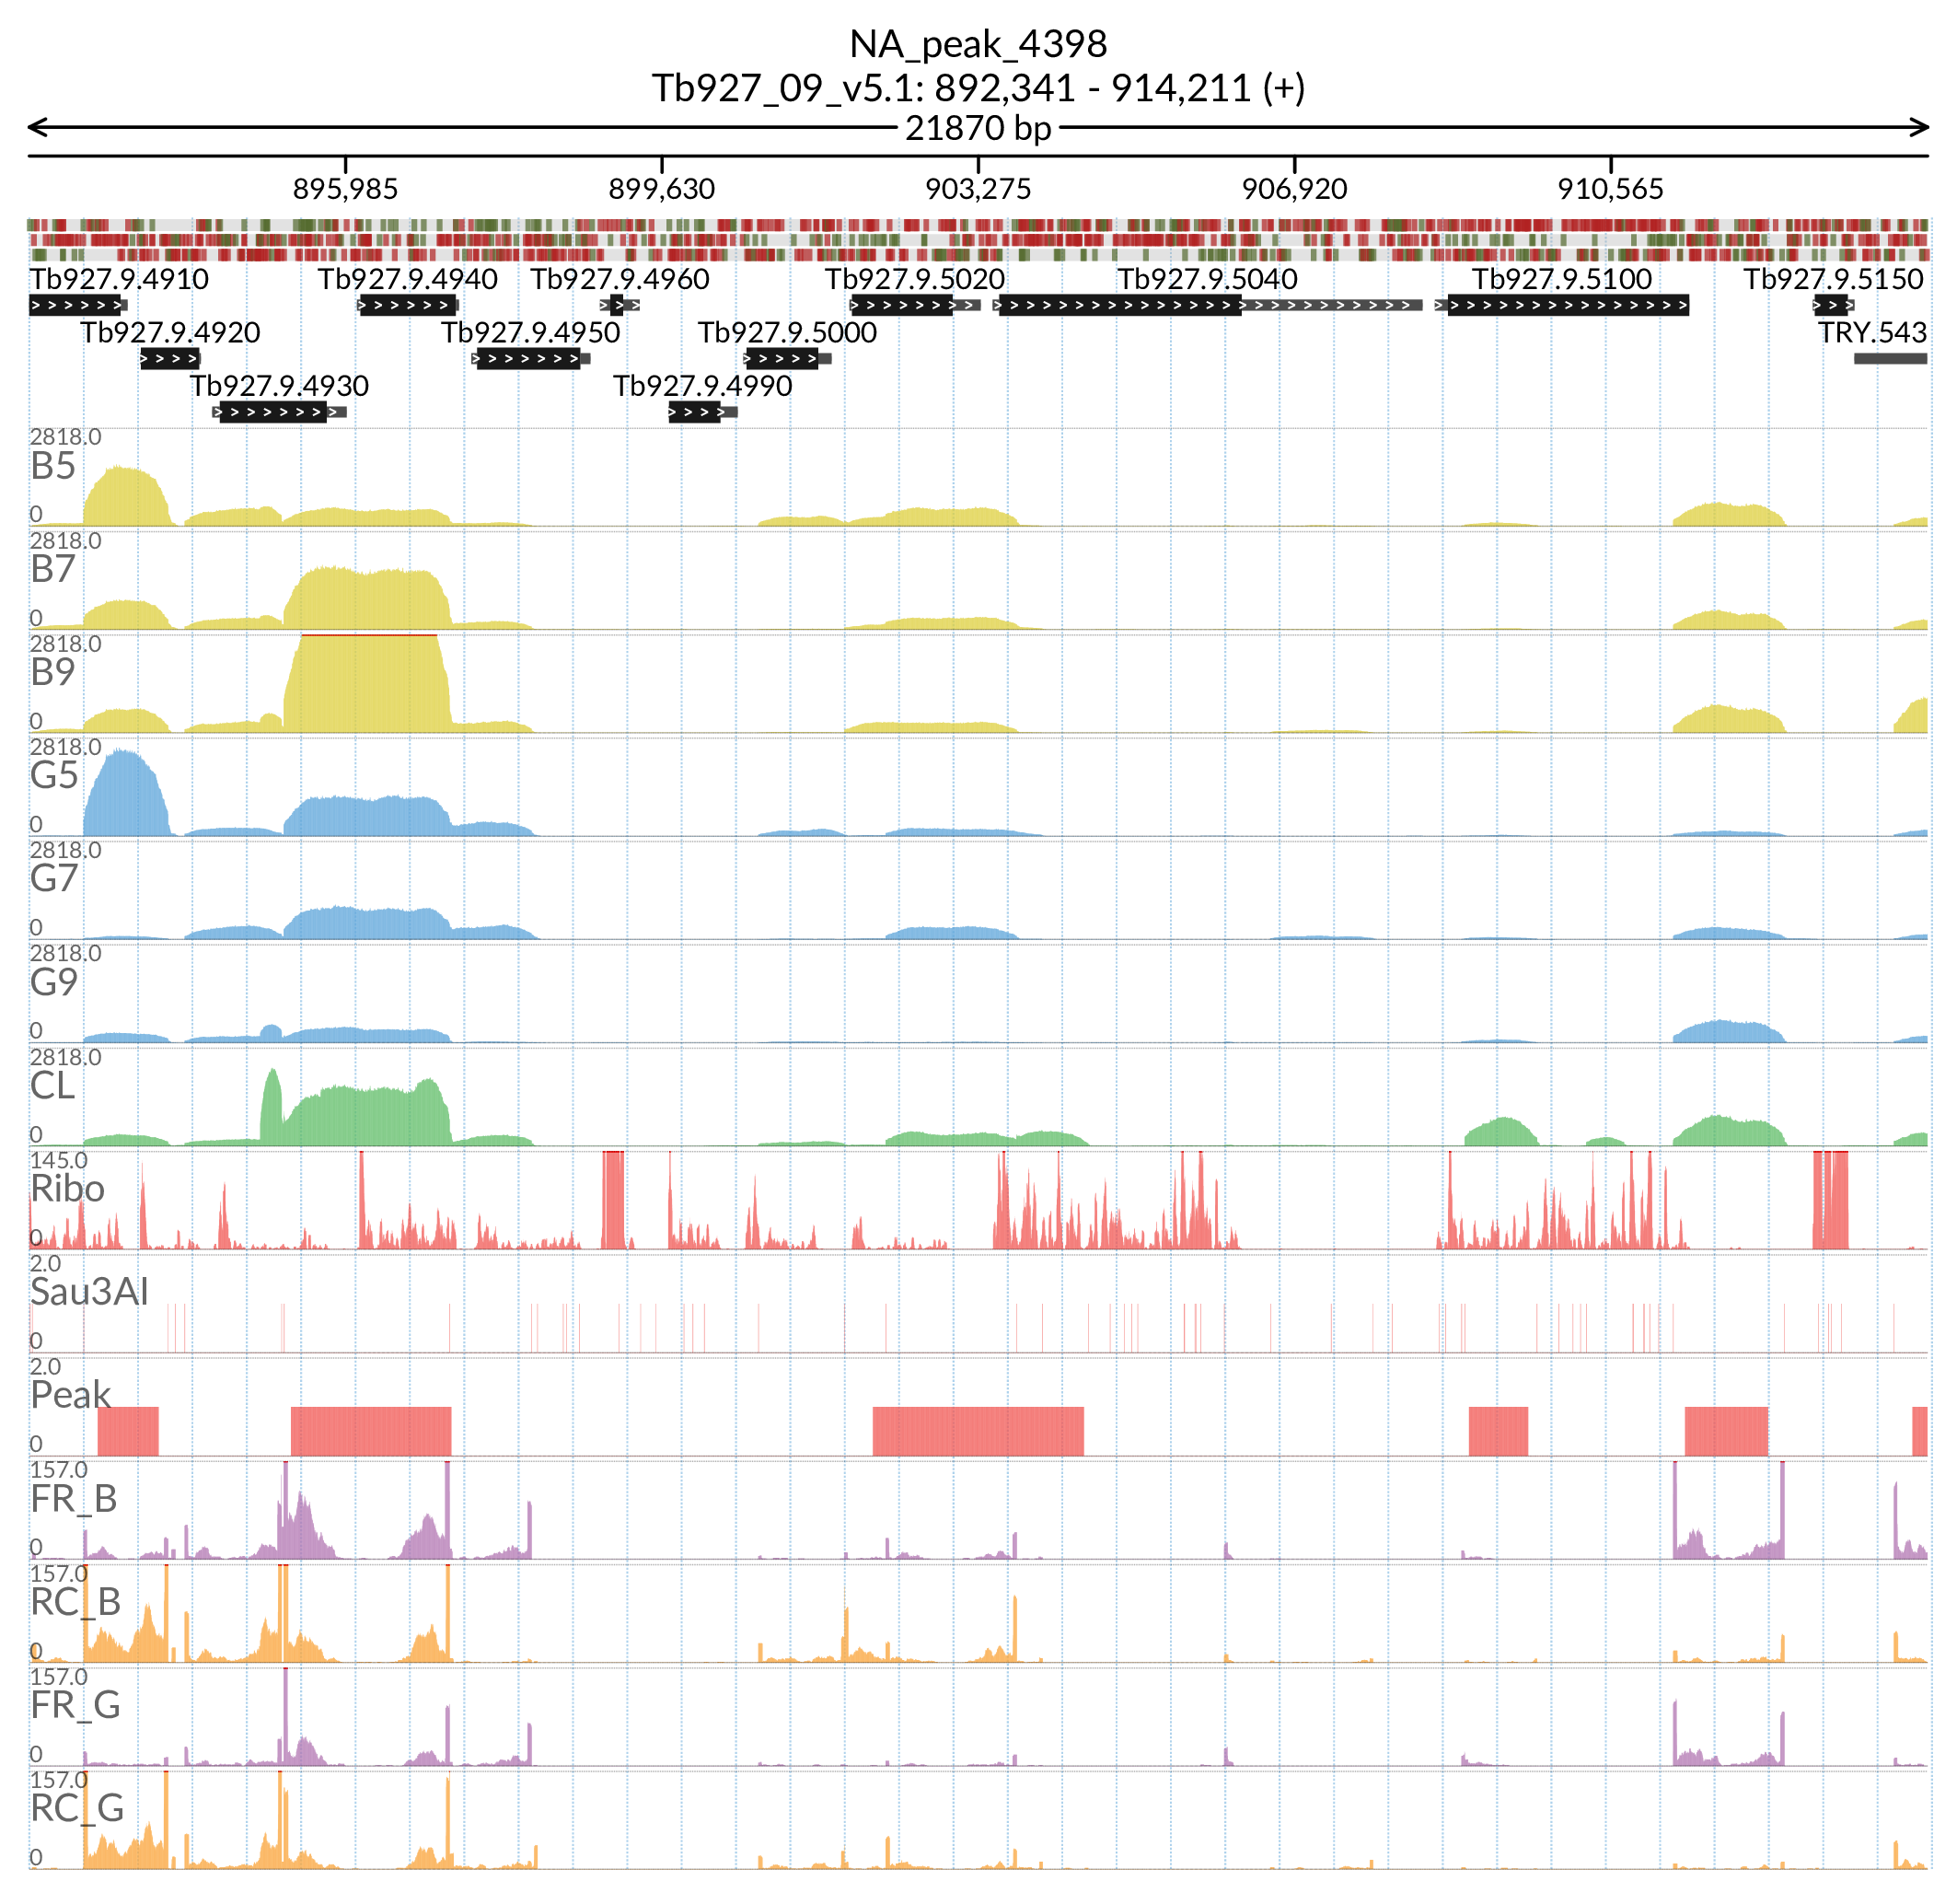 NA_peak_4398
Tb927_09_v5.1: 892,341 - 914,211 (+)
21870 bp
895,985 899,630 903,275 906,920 910,565
Tb927.9.4910 Tb927.9.4940 Tb927.9.4960 Tb927.9.5020 Tb927.9.5040 Tb927.9.5100 Tb927.9.5150
Tb927.9.4920 Tb927.9.4950 Tb927.9.5000 TRY.543
Tb927.9.4930 Tb927.9.4990
2818.0
B5
0
2818.0
B7
0
2818.0
B9
0
2818.0
G5
0
2818.0
G7
0
2818.0
G9
0
2818.0
CL
0
145.0
Ribo
0
2.0
Sau3AI
0
2.0
Peak
0
157.0
FR_B
0
157.0
RC_B
0
157.0
FR_G
0
157.0
RC_G
0